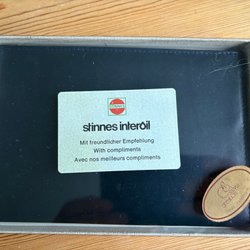 stinnes interoil
Mit freundlicher Empfehlung
With compliments
Avec nos meilleurs compliments